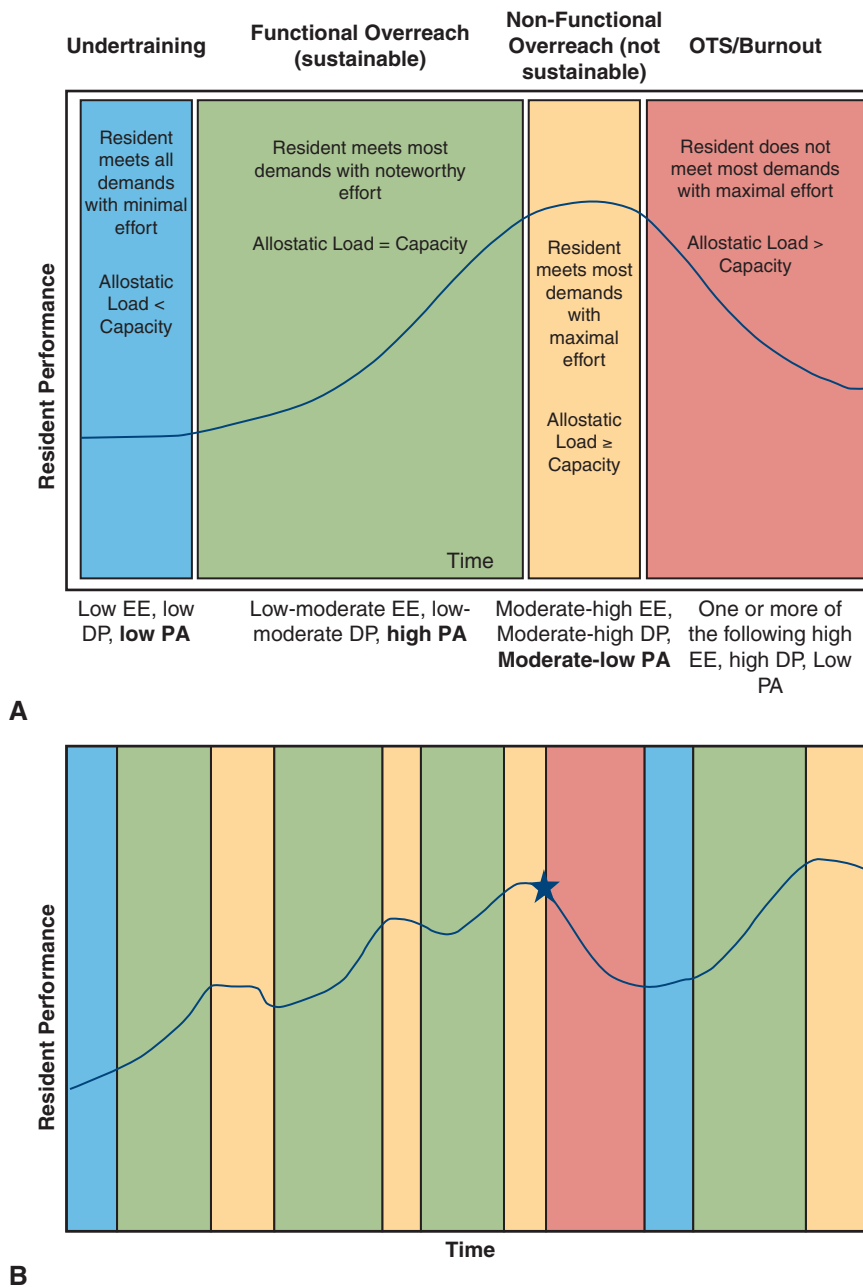 Undertraining
Functional Overreach
(sustainable)
Non-Functional
Overreach (not
sustainable)
OTS/Burnout
Resident Performance
Resident
meets all
demands
with minimal
effort
Allostatic
Load <
Capacity
Resident meets most
demands with noteworthy
effort
Allostatic Load = Capacity
Resident
meets most
demands
with
maximal
effort
Allostatic
Load ≥
Capacity
Resident does not
meet most demands
with maximal effort
Allostatic Load >
Capacity
Time
Low EE, low
DP, low PA
Low-moderate EE, low-
moderate DP, high PA
Moderate-high EE,
Moderate-high DP,
Moderate-low PA
One or more of
the following high
EE, high DP, Low
PA
A
Resident Performance
Time
B